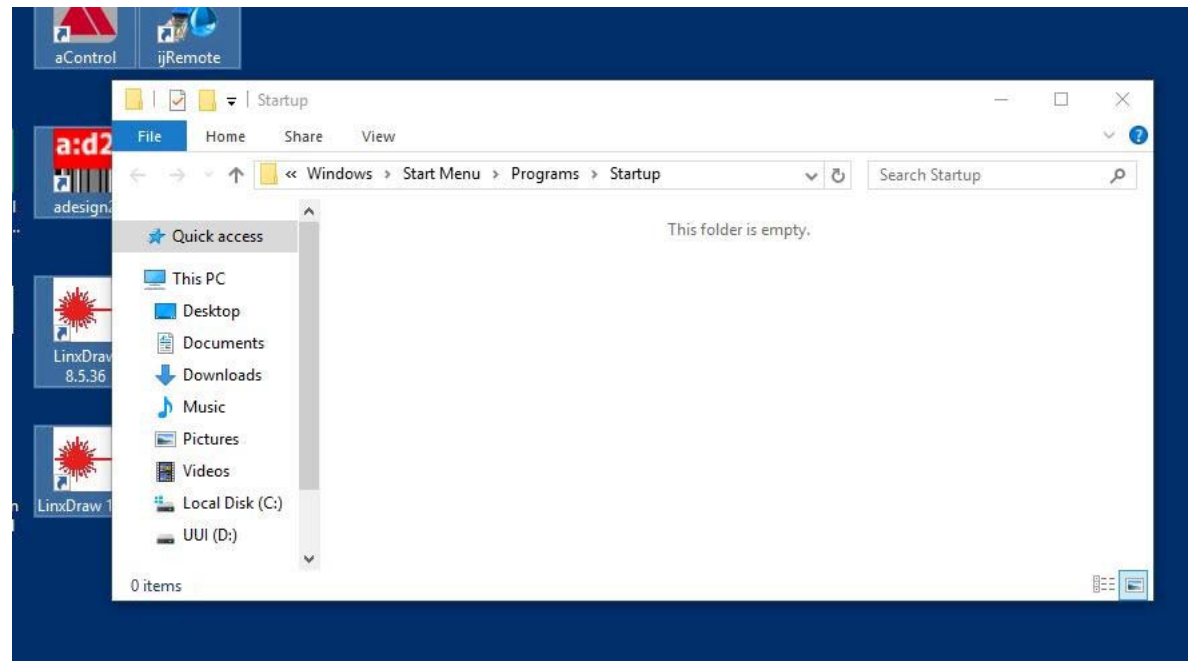 aControl
ijRemote
Startup
File Home Share View
« Windows › Start Menu › Programs › Startup
Search Startup
a:d2
adesign2
This folder is empty.
Quick access
This PC
Desktop
Documents
Downloads
Music
Pictures
Videos
Local Disk (C:)
UUI (D:)
LinxDraw
8.5.36
LinxDraw 1
0 items